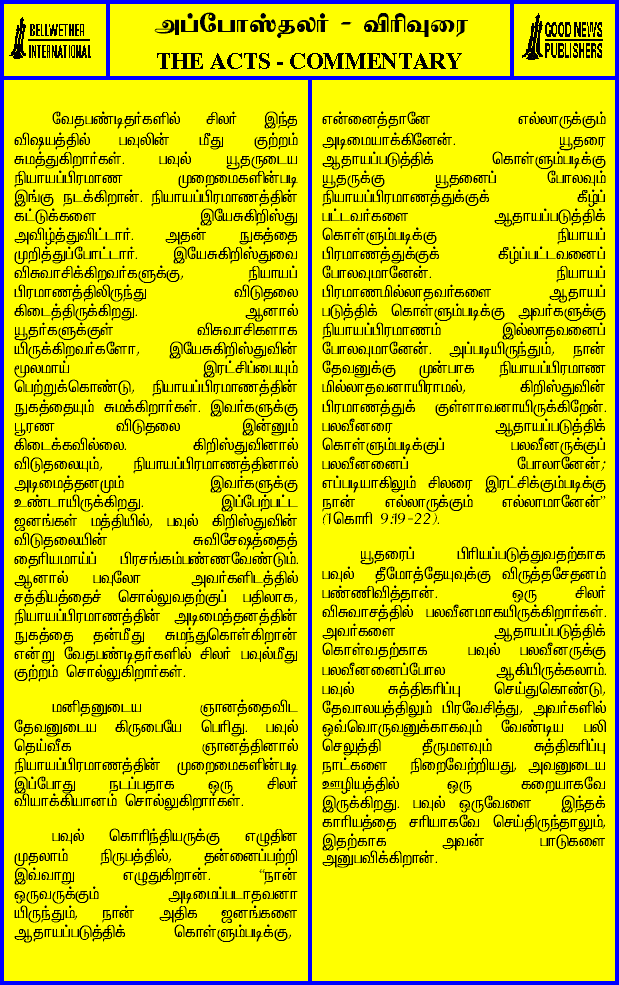 BELLWETHER
INTERNATIONAL
அப்போஸ்தலர் - விரிவுரை
THE ACTS - COMMENTARY
GOOD NEWS
PUBLISHERS
வேதபண்டிதர்களில் சிலர் இந்த
விஷயத்தில் பவுலின் மீது குற்றம்
சுமத்துகிறார்கள். பவுல் யூதருடைய
நியாயப்பிரமாண முறைமைகளின்படி
இங்கு நடக்கிறான். நியாயப்பிரமாணத்தின்
கட்டுக்களை இயேசுகிறிஸ்து
அவிழ்த்துவிட்டார். அதன் நுகத்தை
முறித்துப்போட்டார். இயேசுகிறிஸ்துவை
விசுவாசிக்கிறவர்களுக்கு, நியாயப்
பிரமாணத்திலிருந்து விடுதலை
கிடைத்திருக்கிறது. ஆனால்
யூதர்களுக்குள் விசுவாசிகளாக
யிருக்கிறவர்களோ, இயேசுகிறிஸ்துவின்
மூலமாய் இரட்சிப்பையும்
பெற்றுக்கொண்டு, நியாயப்பிரமாணத்தின்
நுகத்தையும் சுமக்கிறார்கள். இவர்களுக்கு
பூரண விடுதலை இன்னும்
கிடைக்கவில்லை. கிறிஸ்துவினால்
விடுதலையும், நியாயப்பிரமாணத்தினால்
அடிமைத்தனமும் இவர்களுக்கு
உண்டாயிருக்கிறது. இப்பேற்பட்ட
ஜனங்கள் மத்தியில், பவுல் கிறிஸ்துவின்
விடுதலையின் சுவிசேஷத்தைத்
தைரியமாய்ப் பிரசங்கம்பண்ணவேண்டும்.
ஆனால் பவுலோ அவர்களிடத்தில்
சத்தியத்தைச் சொல்லுவதற்குப் பதிலாக,
நியாயப்பிரமாணத்தின் அடிமைத்தனத்தின்
நுகத்தை தன்மீது சுமந்துகொள்கிறான்
என்று வேதபண்டிதர்களில் சிலர் பவுல்மீது
குற்றம் சொல்லுகிறார்கள்.
மனிதனுடைய ஞானத்தைவிட
தேவனுடைய கிருபையே பெரிது. பவுல்
தெய்வீக ஞானத்தினால்
நியாயப்பிரமாணத்தின் முறைமைகளின்படி
இப்போது நடப்பதாக ஒரு சிலர்
வியாக்கியானம் சொல்லுகிறார்கள்.
பவுல் கொரிந்தியருக்கு எழுதின
முதலாம் நிருபத்தில், தன்னைப்பற்றி
இவ்வாறு எழுதுகிறான். "நான்
ஒருவருக்கும் அடிமைப்படாதவனா
யிருந்தும், நான் அதிக ஜனங்களை
ஆதாயப்படுத்திக் கொள்ளும்படிக்கு,
என்னைத்தானே எல்லாருக்கும்
அடிமையாக்கினேன். யூதரை
ஆதாயப்படுத்திக் கொள்ளும்படிக்கு
யூதருக்கு யூதனைப் போலவும்
நியாயப்பிரமாணத்துக்குக் கீழ்ப்
பட்டவர்களை ஆதாயப்படுத்திக்
கொள்ளும்படிக்கு நியாயப்
பிரமாணத்துக்குக் கீழ்ப்பட்டவனைப்
போலவுமானேன். நியாயப்
பிரமாணமில்லாதவர்களை ஆதாயப்
படுத்திக் கொள்ளும்படிக்கு அவர்களுக்கு
நியாயப்பிரமாணம் இல்லாதவனைப்
போலவுமானேன். அப்படியிருந்தும், நான்
தேவனுக்கு முன்பாக நியாயப்பிரமாண
மில்லாதவனாயிராமல், கிறிஸ்துவின்
பிரமாணத்துக் குள்ளாவனாயிருக்கிறேன்.
பலவீனரை ஆதாயப்படுத்திக்
கொள்ளும்படிக்குப் பலவீனருக்குப்
பலவீனனைப் போலானேன்;
எப்படியாகிலும் சிலரை இரட்சிக்கும்படிக்கு
நான் எல்லாருக்கும் எல்லாமானேன்"
(1கொரி 9:19-22).
யூதரைப் பிரியப்படுத்துவதற்காக
பவுல் தீமோத்தேயுவுக்கு விருத்தசேதனம்
பண்ணிவித்தான். ஒரு சிலர்
விசுவாசத்தில் பலவீனமாகயிருக்கிறார்கள்.
அவர்களை ஆதாயப்படுத்திக்
கொள்வதற்காக பவுல் பலவீனருக்கு
பலவீனனைப்போல ஆகியிருக்கலாம்.
பவுல் சுத்திகரிப்பு செய்துகொண்டு,
தேவாலயத்திலும் பிரவேசித்து, அவர்களில்
ஒவ்வொருவனுக்காகவும் வேண்டிய பலி
செலுத்தி தீருமளவும் சுத்திகரிப்பு
நாட்களை நிறைவேற்றியது, அவனுடைய
ஊழியத்தில் ஒரு கறையாகவே
இருக்கிறது. பவுல் ஒருவேளை இந்தக்
காரியத்தை சரியாகவே செய்திருந்தாலும்,
இதற்காக அவன் பாடுகளை
அனுபவிக்கிறான்.